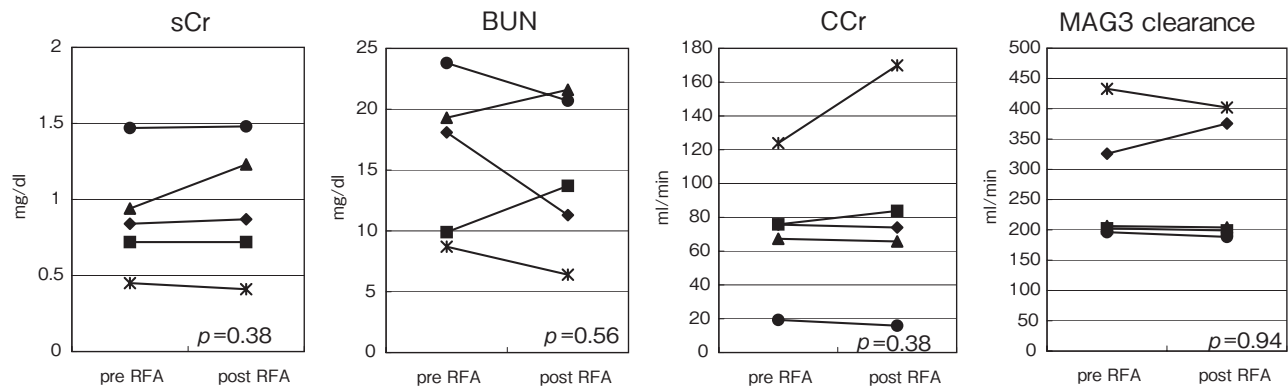 sCr
2
1.5
1
0.5
0
mg/dl
p=0.38
pre RFA
post RFA
BUN
25
20
15
10
5
0
mg/dl
p=0.56
pre RFA
post RFA
CCr
180
160
140
120
100
80
60
40
20
0
ml/min
p=0.38
pre RFA
post RFA
MAG3 clearance
500
450
400
350
300
250
200
150
100
50
0
ml/min
p=0.94
pre RFA
post RFA